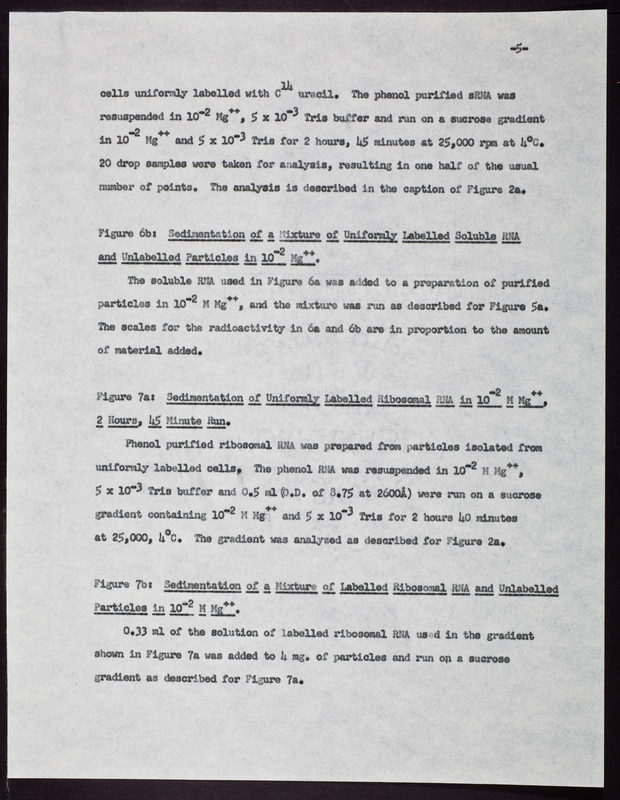 -5-
cells uniformly labelled with C¹⁴ uracil. The phenol purified sRNA was
resuspended in 10⁻² Mg⁺⁺, 5 x 10⁻³ Tris buffer and run on a sucrose gradient
in 10⁻² Mg⁺⁺ and 5 x 10⁻³ Tris for 2 hours, 45 minutes at 25,000 rpm at 4°C.
20 drop samples were taken for analysis, resulting in one half of the usual
number of points. The analysis is described in the caption of Figure 2a.
Figure 6b: Sedimentation of a Mixture of Uniformly Labelled Soluble RNA
and Unlabelled Particles in 10⁻² Mg⁺⁺.
The soluble RNA used in Figure 6a was added to a preparation of purified
particles in 10⁻² M Mg⁺⁺, and the mixture was run as described for Figure 5a.
The scales for the radioactivity in 6a and 6b are in proportion to the amount
of material added.
Figure 7a: Sedimentation of Uniformly Labelled Ribosomal RNA in 10⁻² M Mg⁺⁺,
2 Hours, 45 Minute Run.
Phenol purified ribosomal RNA was prepared from particles isolated from
uniformly labelled cells. The phenol RNA was resuspended in 10⁻² M Mg⁺⁺,
5 x 10⁻³ Tris buffer and 0.5 ml (O.D. of 8.75 at 2600Å) were run on a sucrose
gradient containing 10⁻² M Mg⁺⁺ and 5 x 10⁻³ Tris for 2 hours 40 minutes
at 25,000, 4°C. The gradient was analyzed as described for Figure 2a.
Figure 7b: Sedimentation of a Mixture of Labelled Ribosomal RNA and Unlabelled
Particles in 10⁻² M Mg⁺⁺.
0.33 ml of the solution of labelled ribosomal RNA used in the gradient
shown in Figure 7a was added to 4 mg. of particles and run on a sucrose
gradient as described for Figure 7a.